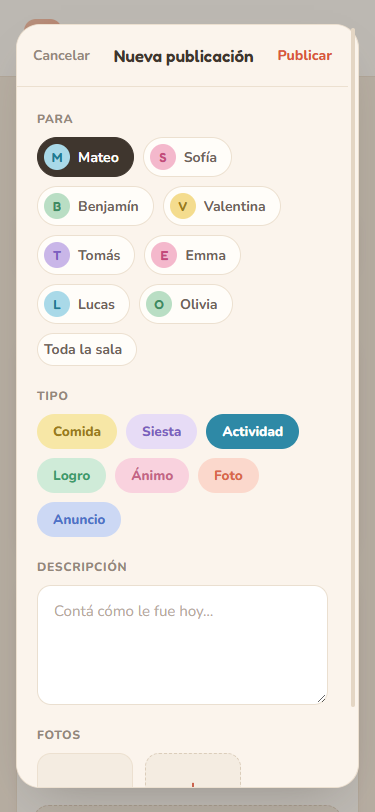 Cancelar Nueva publicación Publicar
PARA
M Mateo S Sofía
B Benjamín V Valentina
T Tomás E Emma
L Lucas O Olivia
Toda la sala
TIPO
Comida Siesta Actividad
Logro Ánimo Foto
Anuncio
DESCRIPCIÓN
Contá cómo le fue hoy...
FOTOS